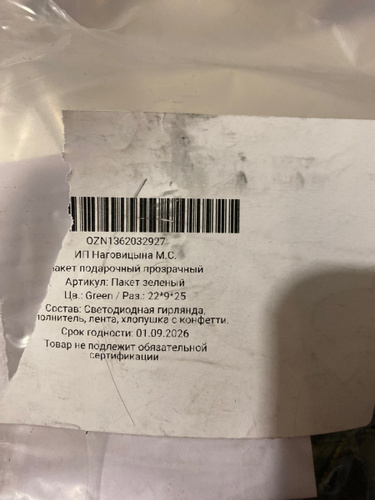 OZN1362032927
ИП Наговицына М.С.
пакет подарочный прозрачный
Артикул: Пакет зеленый
Цв.: Green / Раз.: 22*9*25
Состав: Светодиодная гирлянда,
полнитель, лента, хлопушка с конфетти.
Срок годности: 01.09.2026
Товар не подлежит обязательной
сертификации